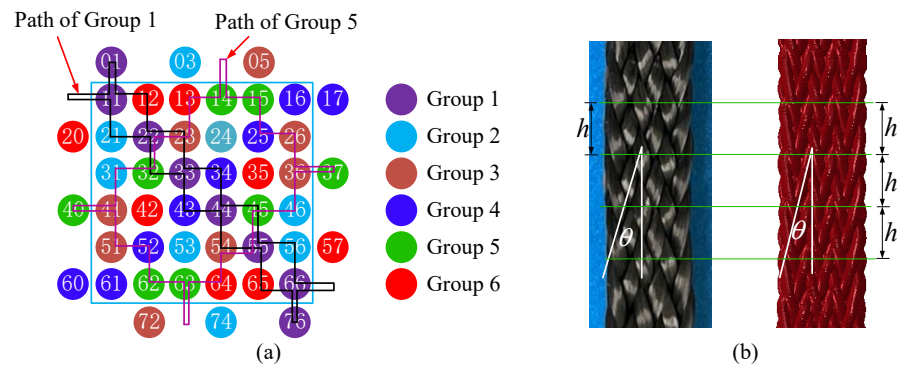 Path of Group 1
Path of Group 5
01 03 05
11 12 13 14 15 16 17
20 21 22 23 24 25 26
31 32 33 34 35 36 37
40 41 42 43 44 45 46
51 52 53 54 55 56 57
60 61 62 63 64 65 66
72 74 76
Group 1
Group 2
Group 3
Group 4
Group 5
Group 6
(a)
h
θ
θ
h
h
h
(b)